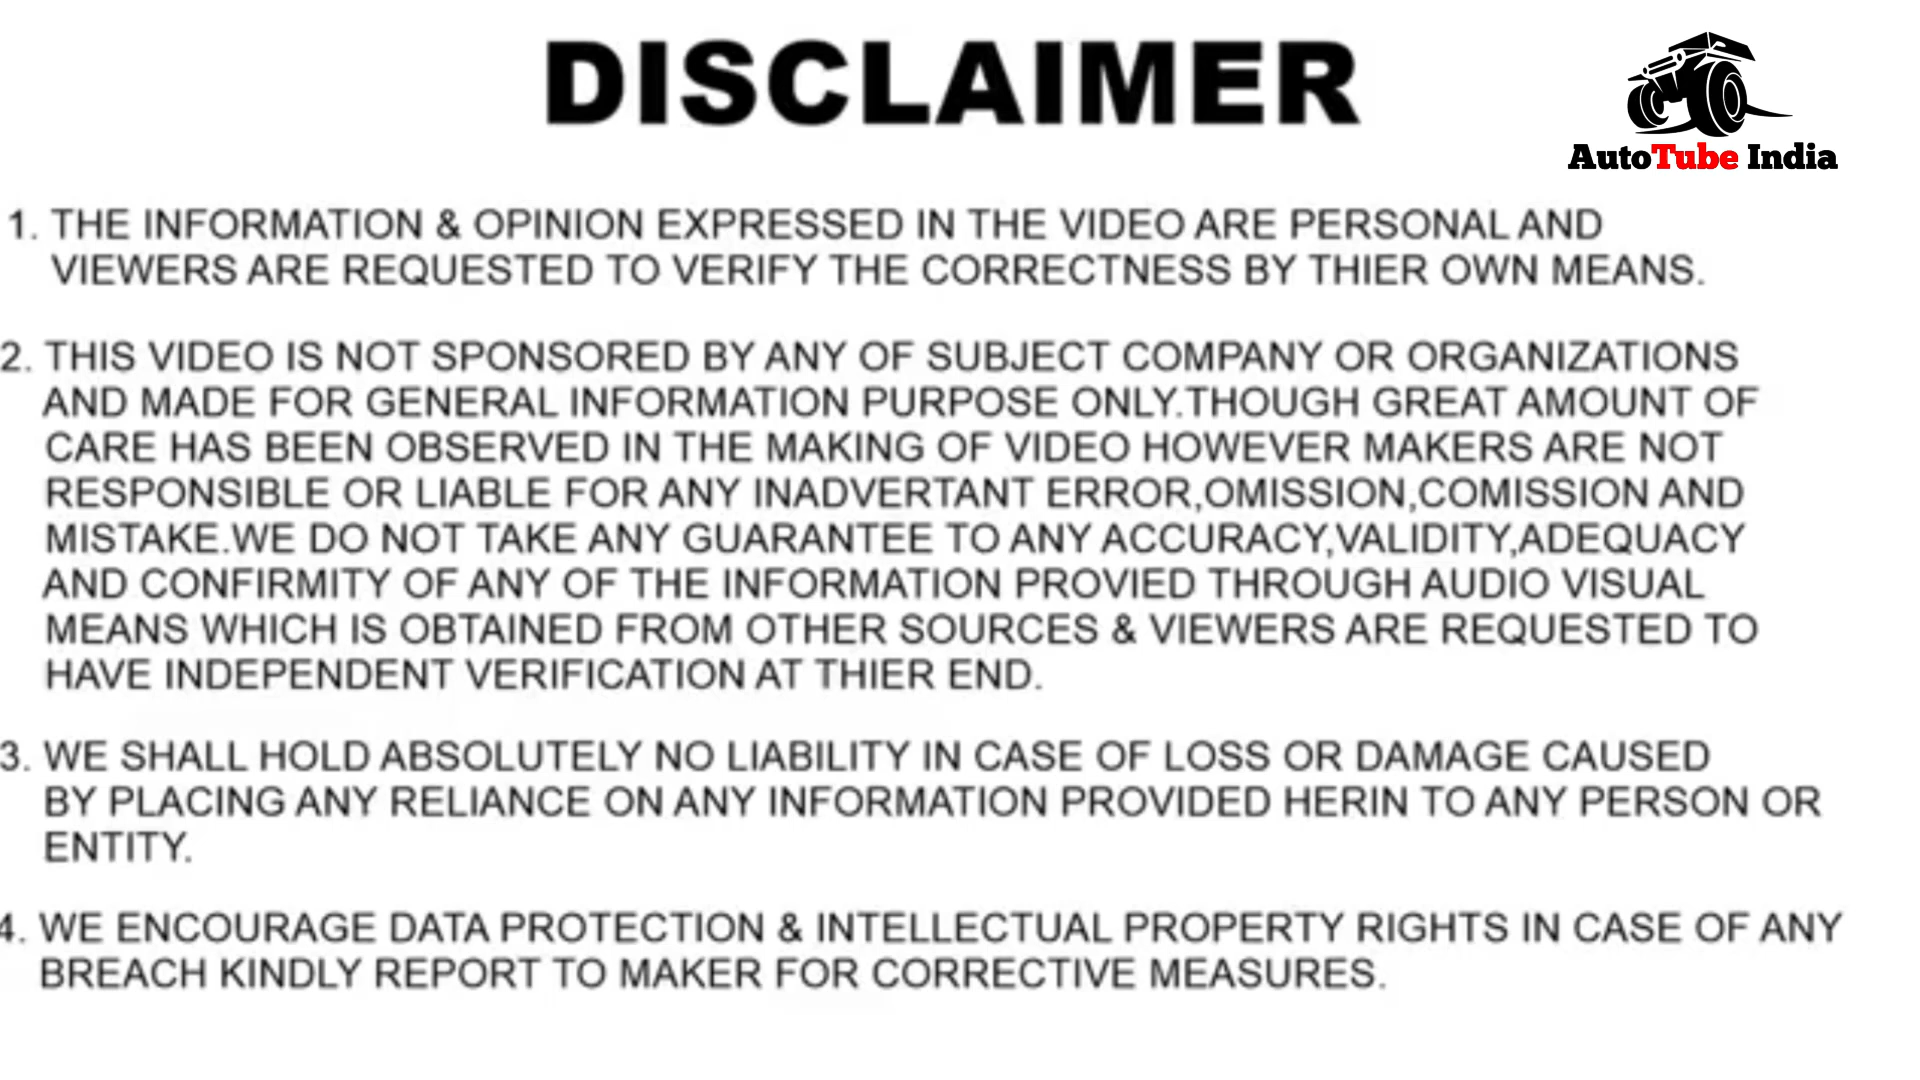 DISCLAIMER
AutoTube India
1. THE INFORMATION & OPINION EXPRESSED IN THE VIDEO ARE PERSONAL AND
VIEWERS ARE REQUESTED TO VERIFY THE CORRECTNESS BY THIER OWN MEANS.
2. THIS VIDEO IS NOT SPONSORED BY ANY OF SUBJECT COMPANY OR ORGANIZATIONS
AND MADE FOR GENERAL INFORMATION PURPOSE ONLY.THOUGH GREAT AMOUNT OF
CARE HAS BEEN OBSERVED IN THE MAKING OF VIDEO HOWEVER MAKERS ARE NOT
RESPONSIBLE OR LIABLE FOR ANY INADVERTANT ERROR,OMISSION,COMISSION AND
MISTAKE.WE DO NOT TAKE ANY GUARANTEE TO ANY ACCURACY,VALIDITY,ADEQUACY
AND CONFIRMITY OF ANY OF THE INFORMATION PROVIED THROUGH AUDIO VISUAL
MEANS WHICH IS OBTAINED FROM OTHER SOURCES & VIEWERS ARE REQUESTED TO
HAVE INDEPENDENT VERIFICATION AT THIER END.
3. WE SHALL HOLD ABSOLUTELY NO LIABILITY IN CASE OF LOSS OR DAMAGE CAUSED
BY PLACING ANY RELIANCE ON ANY INFORMATION PROVIDED HERIN TO ANY PERSON OR
ENTITY.
4. WE ENCOURAGE DATA PROTECTION & INTELLECTUAL PROPERTY RIGHTS IN CASE OF ANY
BREACH KINDLY REPORT TO MAKER FOR CORRECTIVE MEASURES.